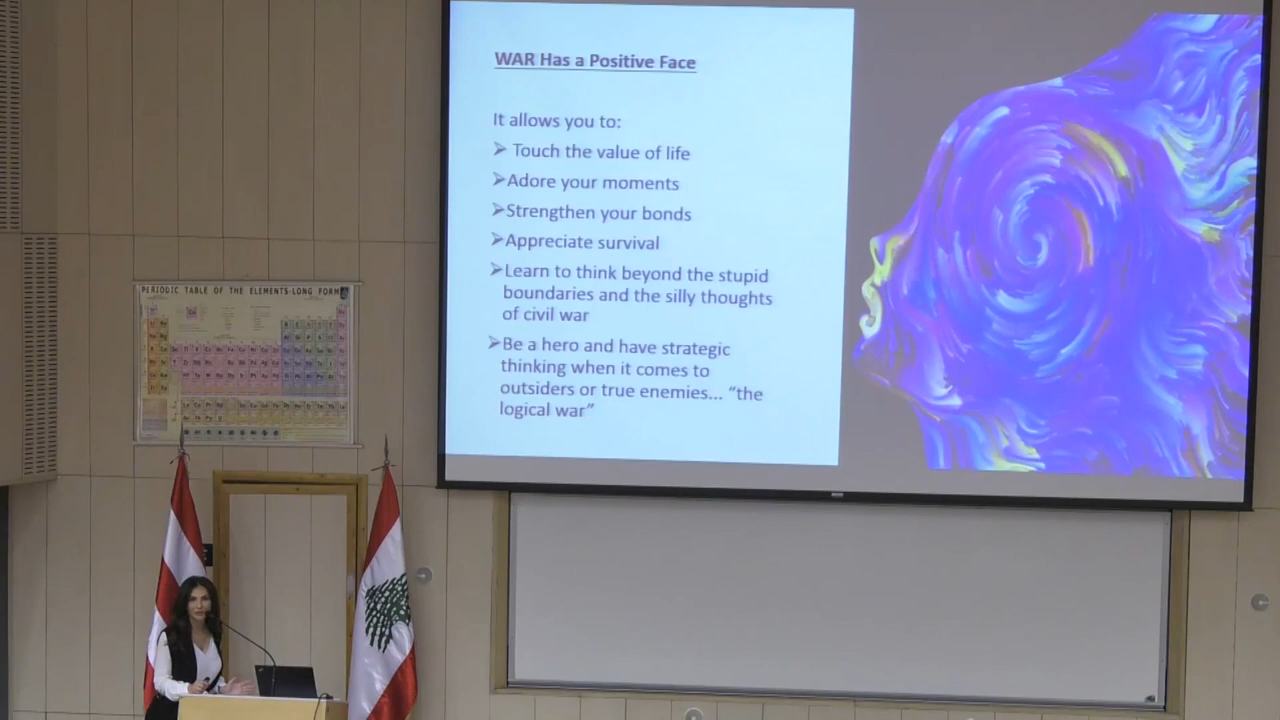 WAR Has a Positive Face
It allows you to:
Touch the value of life
Adore your moments
Strengthen your bonds
Appreciate survival
Learn to think beyond the stupid
boundaries and the silly thoughts
of civil war
Be a hero and have strategic
thinking when it comes to
outsiders or true enemies... “the
logical war”
PERIODIC TABLE OF THE ELEMENTS-LONG FORM